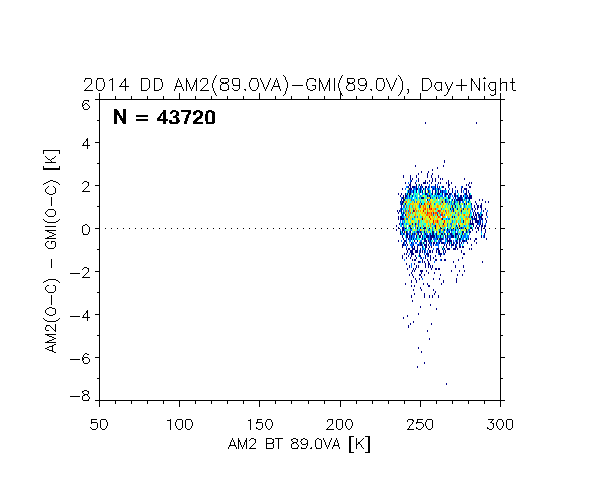 2014 DD AM2(89.0VA)−GMI(89.0V), Day+Night
N = 43720
AM2(O−C) − GMI(O−C) [K]
6
4
2
0
−2
−4
−6
−8
50 100 150 200 250 300
AM2 BT 89.0VA [K]